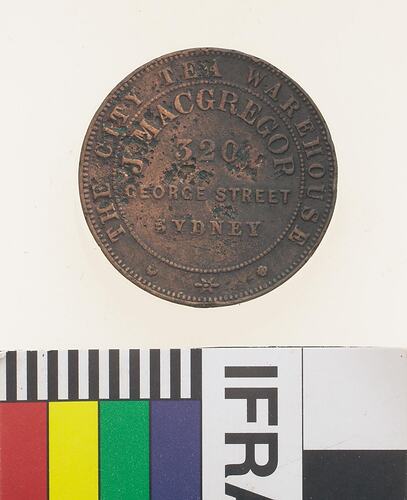 THE CITY TEA WAREHOUSE
J. MACGREGOR
320
GEORGE STREET
SYDNEY
IFRA